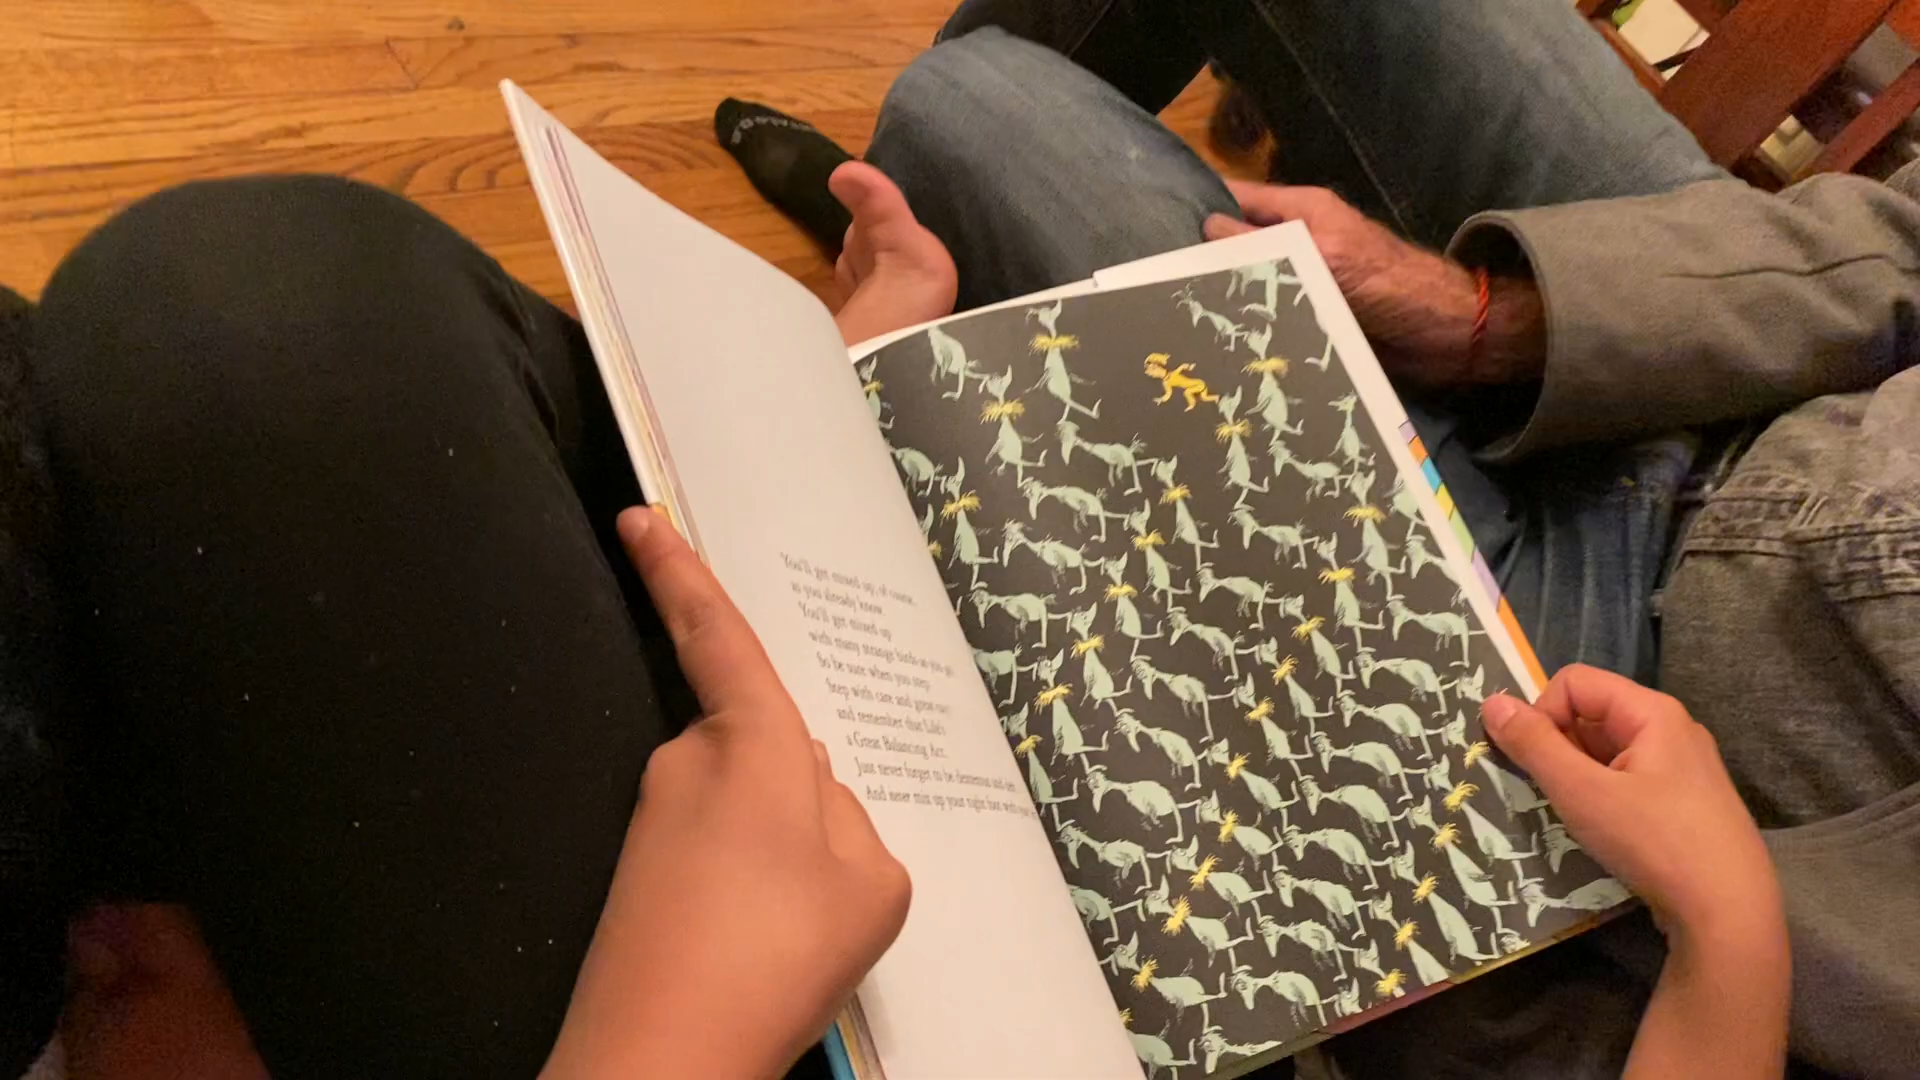 You'll get mixed up, of course,
as you already know.
You'll get mixed up
with many strange birds as you go.
So be sure when you step.
Step with care and great
and remember that Life's
a Great Balancing Act.
Just never forget to be dexterous and
And never mix up your right foot with